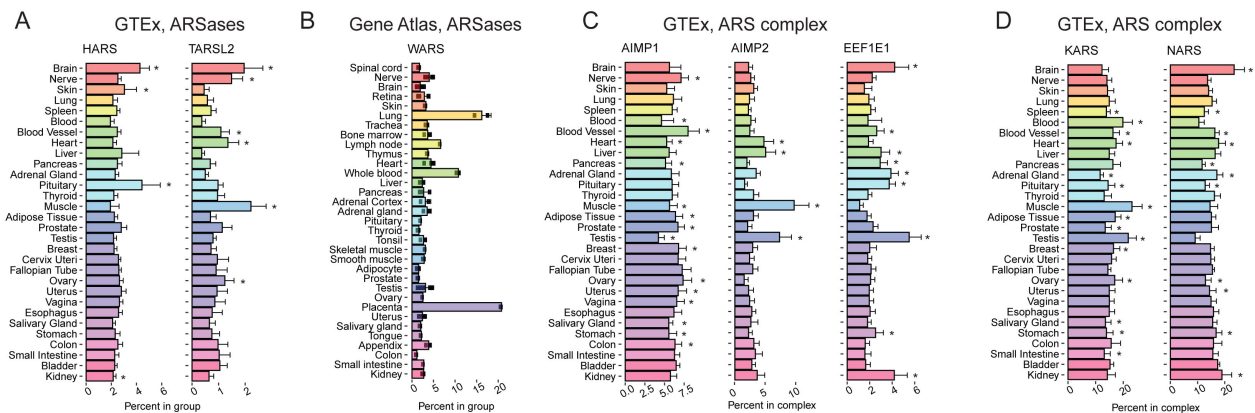 A
GTEx, ARSases
HARS
TARSL2
Brain
Nerve
Skin
Lung
Spleen
Blood
Blood Vessel
Heart
Liver
Pancreas
Adrenal Gland
Pituitary
Thyroid
Muscle
Adipose Tissue
Prostate
Testis
Breast
Cervix Uteri
Fallopian Tube
Ovary
Uterus
Vagina
Esophagus
Salivary Gland
Stomach
Colon
Small Intestine
Bladder
Kidney
0 2 4 6
0 1 2
Percent in group
B
Gene Atlas, ARSases
WARS
Spinal cord
Nerve
Brain
Retina
Skin
Lung
Trachea
Bone marrow
Lymph node
Thymus
Heart
Whole blood
Liver
Pancreas
Adrenal Cortex
Adrenal gland
Pituitary
Thyroid
Tonsil
Skeletal muscle
Smooth muscle
Adipocyte
Prostate
Testis
Ovary
Placenta
Uterus
Salivary gland
Tongue
Appendix
Colon
Small intestine
Kidney
0 5 10 15 20
Percent in group
C
GTEx, ARS complex
AIMP1
AIMP2
EEF1E1
Brain
Nerve
Skin
Lung
Spleen
Blood
Blood Vessel
Heart
Liver
Pancreas
Adrenal Gland
Pituitary
Thyroid
Muscle
Adipose Tissue
Prostate
Testis
Breast
Cervix Uteri
Fallopian Tube
Ovary
Uterus
Vagina
Esophagus
Salivary Gland
Stomach
Colon
Small Intestine
Bladder
Kidney
0.0 2.5 5.0 7.5
0 5 10
0 2 4 6
Percent in complex
D
GTEx, ARS complex
KARS
NARS
Brain
Nerve
Skin
Lung
Spleen
Blood
Blood Vessel
Heart
Liver
Pancreas
Adrenal Gland
Pituitary
Thyroid
Muscle
Adipose Tissue
Prostate
Testis
Breast
Cervix Uteri
Fallopian Tube
Ovary
Uterus
Vagina
Esophagus
Salivary Gland
Stomach
Colon
Small Intestine
Bladder
Kidney
0 10 20
0 10 20
Percent in complex